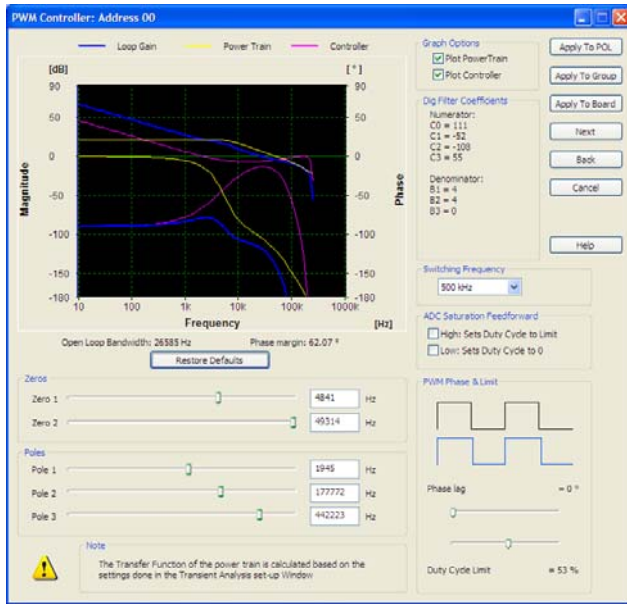 PWM Controller: Address 00
Loop Gain Power Train Controller
[dB] [°]
90 90
50 50
0 0
-50 -50
-100 -100
-150 -150
-180 -180
10 100 1k 10k 100k 1000k
Magnitude
Phase
Frequency [Hz]
Open Loop Bandwidth: 26585 Hz Phase margin: 62.07 °
Restore Defaults
Zeros
Zero 1 4841 Hz
Zero 2 49314 Hz
Poles
Pole 1 1945 Hz
Pole 2 177772 Hz
Pole 3 442223 Hz
Note
The Transfer Function of the power train is calculated based on the
settings done in the Transient Analysis set-up Window
Graph Options
Plot PowerTrain
Plot Controller
Dig Filter Coefficients
Numerator:
C0 = 111
C1 = -52
C2 = -108
C3 = 55
Denominator:
B1 = 4
B2 = 4
B3 = 0
Switching Frequency
500 kHz
ADC Saturation Feedforward
High: Sets Duty Cycle to Limit
Low: Sets Duty Cycle to 0
PWM Phase & Limit
Phase lag = 0 °
Duty Cycle Limit = 53 %
Apply To POL
Apply To Group
Apply To Board
Next
Back
Cancel
Help